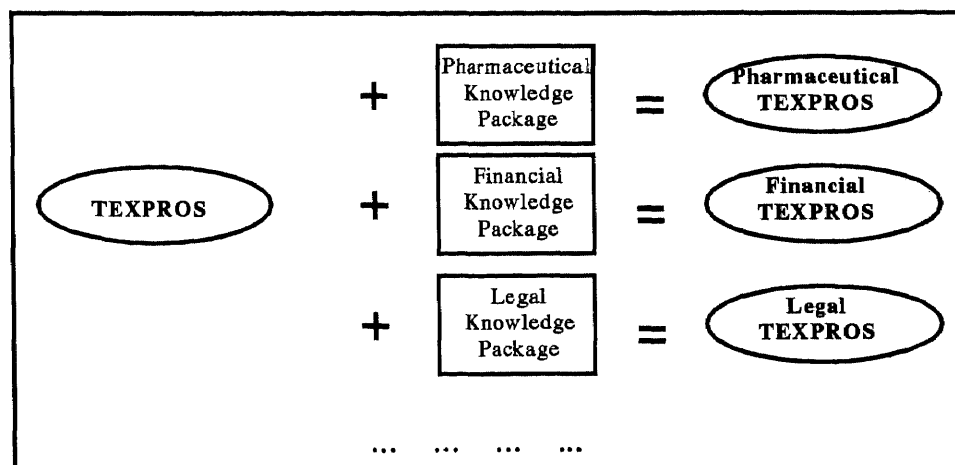 Pharmaceutical
Knowledge
Package
+
=
Pharmaceutical
TEXPROS
TEXPROS
+
Financial
Knowledge
Package
=
Financial
TEXPROS
+
Legal
Knowledge
Package
=
Legal
TEXPROS
... ... ... ...